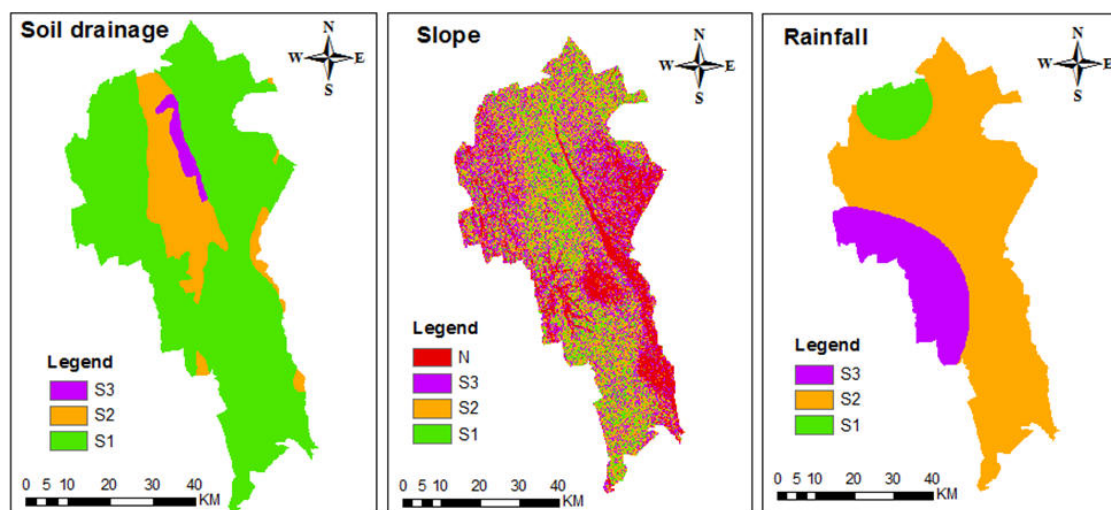 Soil drainage
N
W E
S
Legend
S3
S2
S1
0 5 10 20 30 40
KM
Slope
N
W E
S
Legend
N
S3
S2
S1
0 5 10 20 30 40
KM
Rainfall
N
W E
S
Legend
S3
S2
S1
0 5 10 20 30 40
KM